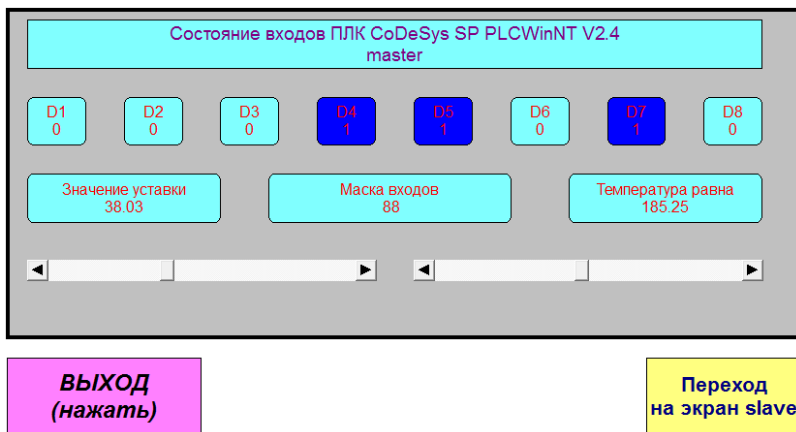 Состояние входов ПЛК CoDeSys SP PLCWinNT V2.4
master
D1 D2 D3 D4 D5 D6 D7 D8
0 0 0 1 1 0 1 0
Значение уставки Маска входов Температура равна
38.03 88 185.25
ВЫХОД
(нажать)
Переход
на экран slave